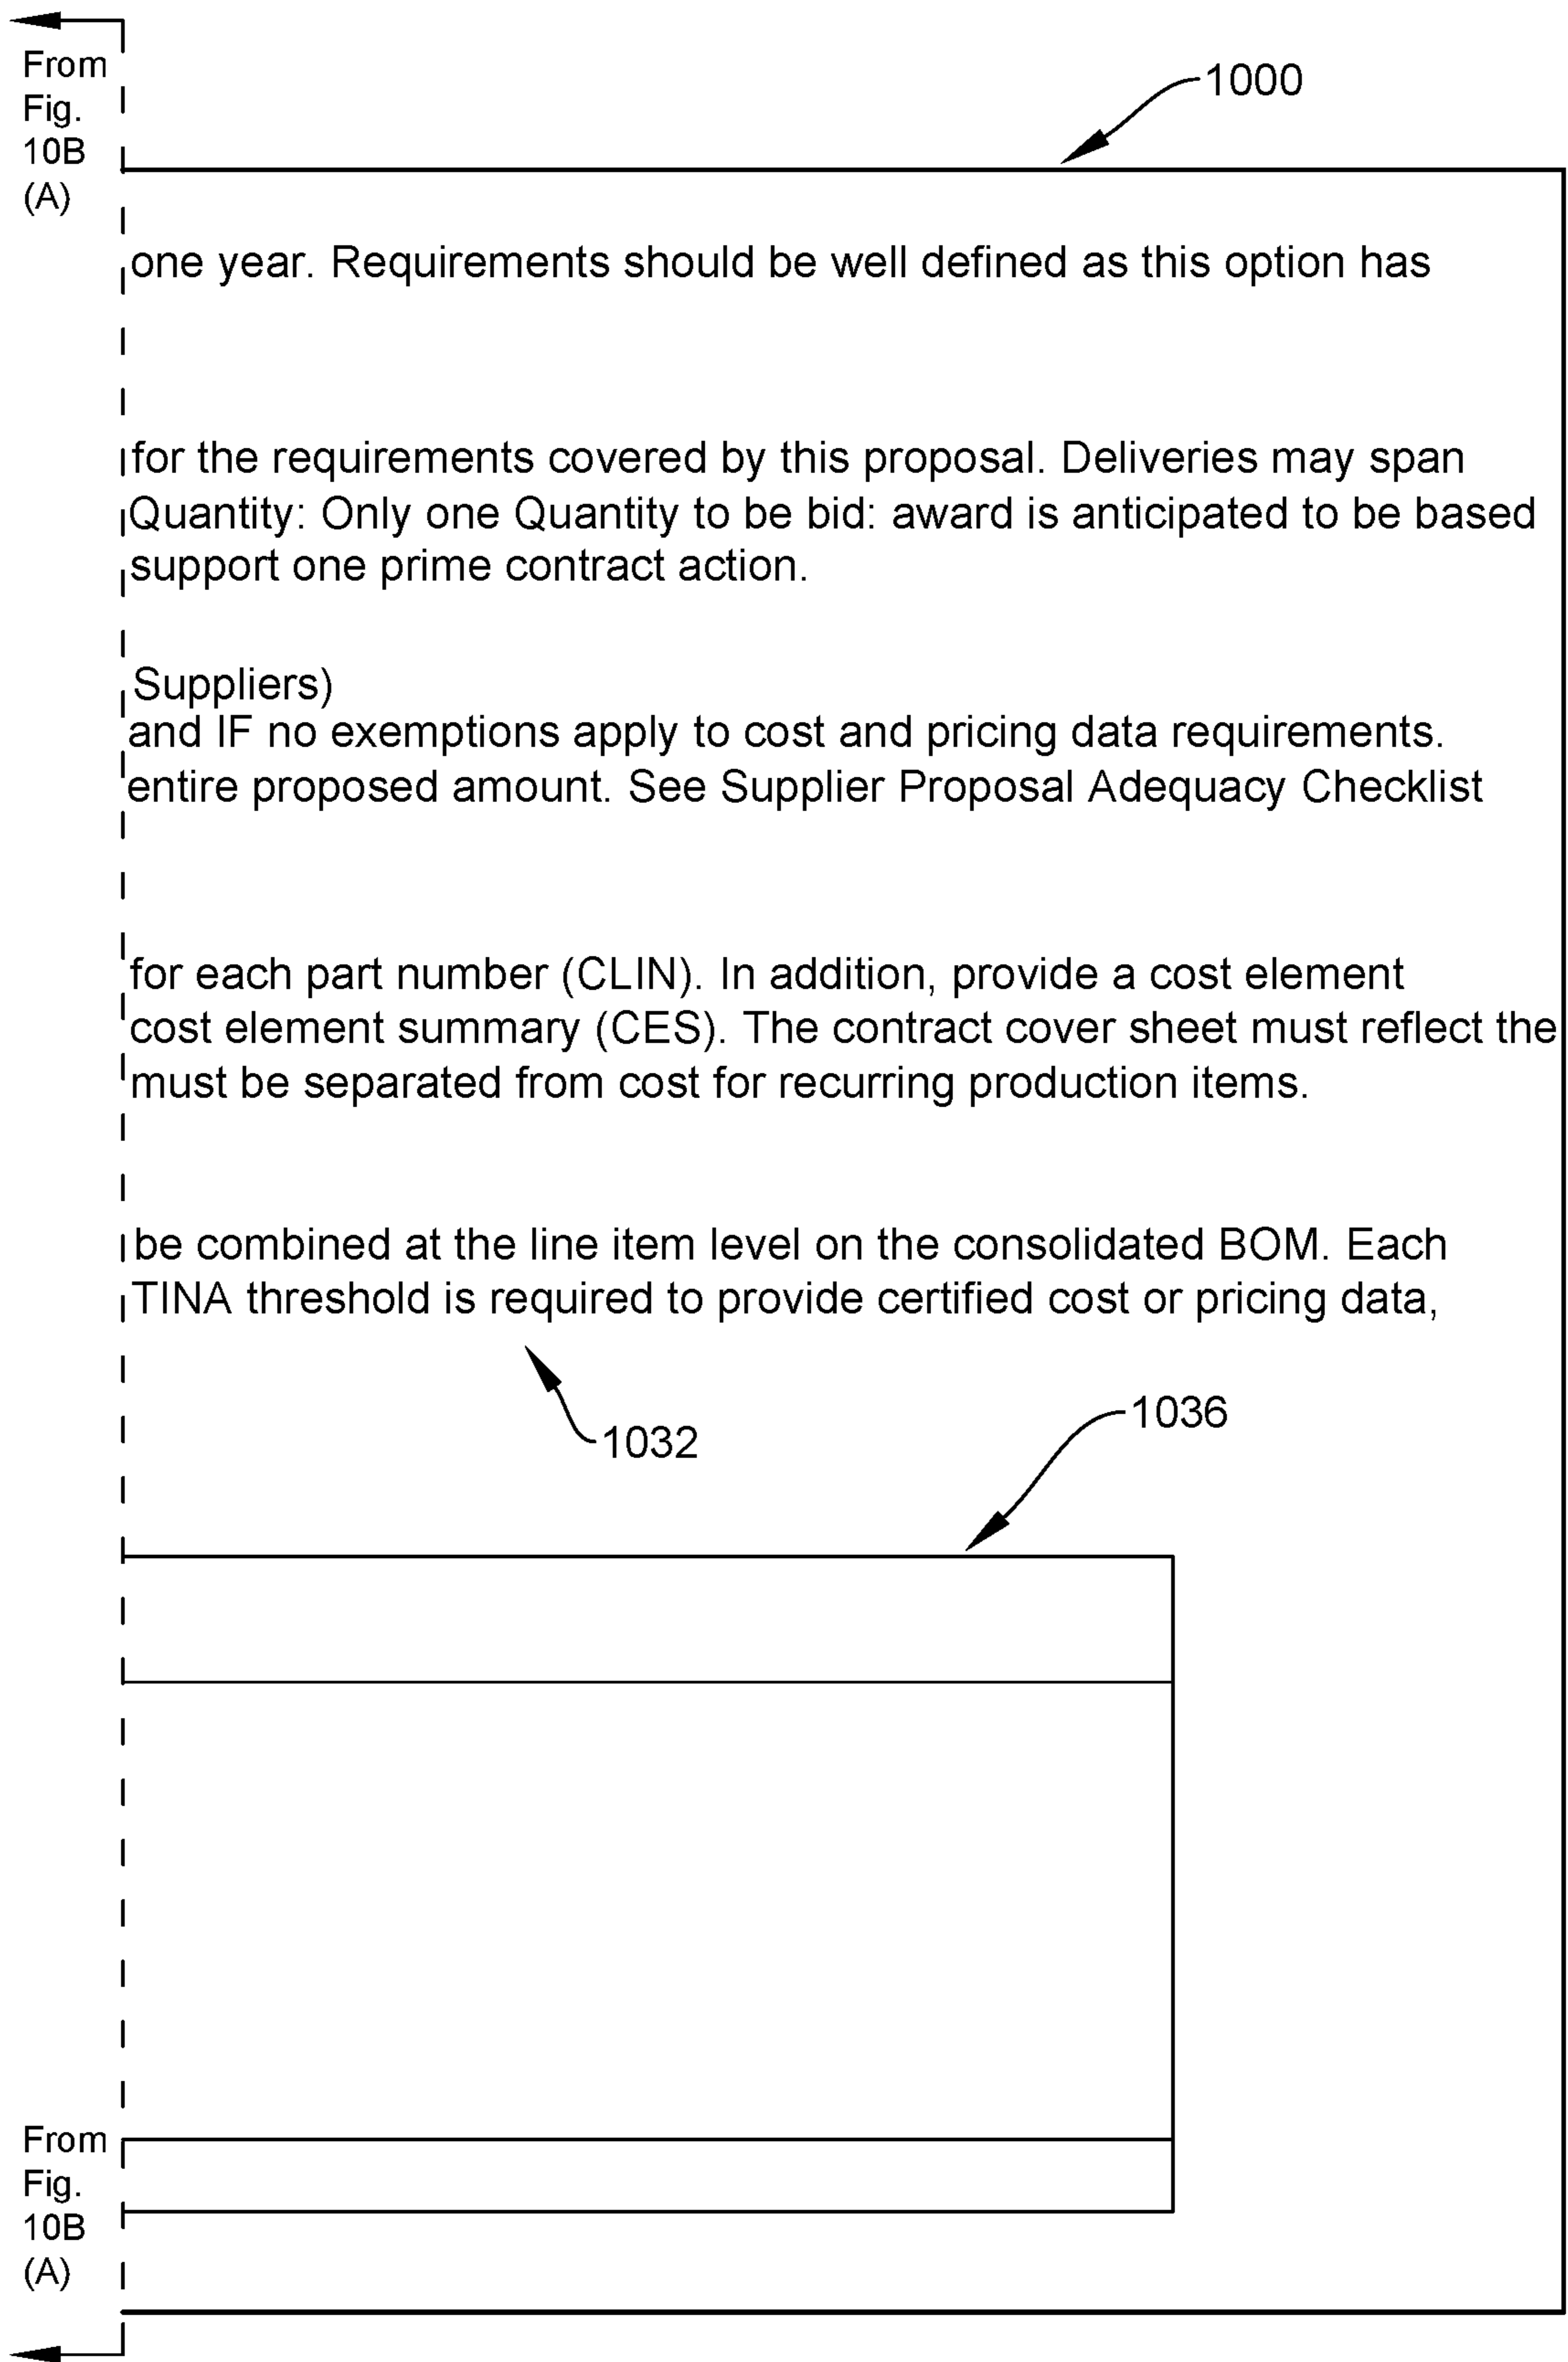 From
Fig.
10B
(A)
1000
one year. Requirements should be well defined as this option has
for the requirements covered by this proposal. Deliveries may span
Quantity: Only one Quantity to be bid: award is anticipated to be based
support one prime contract action.
Suppliers)
and IF no exemptions apply to cost and pricing data requirements.
entire proposed amount. See Supplier Proposal Adequacy Checklist
for each part number (CLIN). In addition, provide a cost element
cost element summary (CES). The contract cover sheet must reflect the
must be separated from cost for recurring production items.
be combined at the line item level on the consolidated BOM. Each
TINA threshold is required to provide certified cost or pricing data,
1032
1036
From
Fig.
10B
(A)